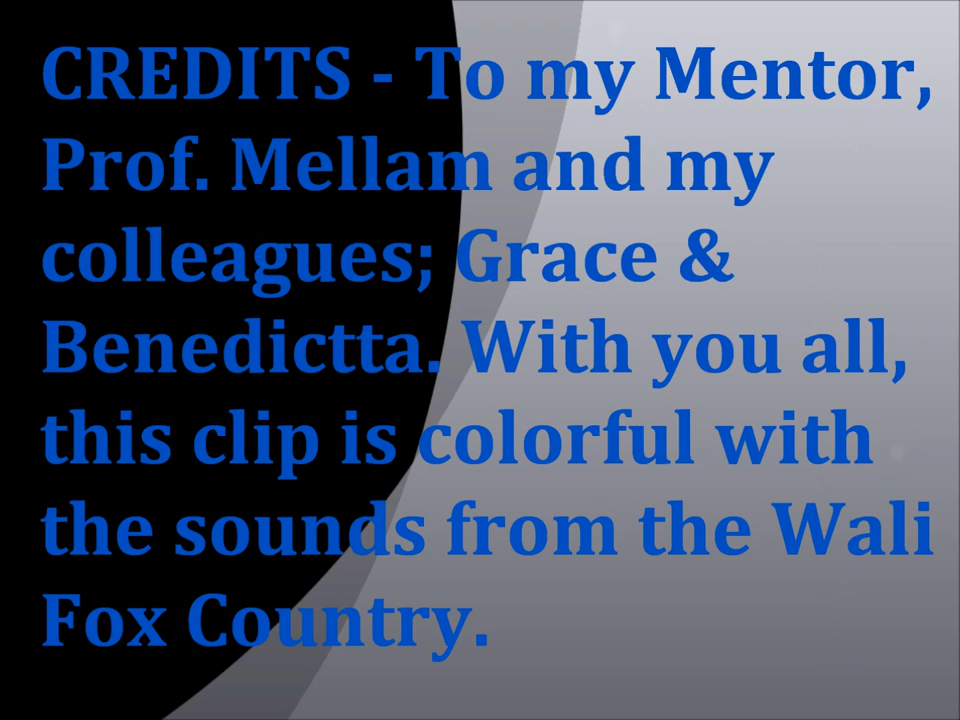 CREDITS - To my Mentor,
Prof. Mellam and my
colleagues; Grace &
Benedictta. With you all,
this clip is colorful with
the sounds from the Wali
Fox Country.